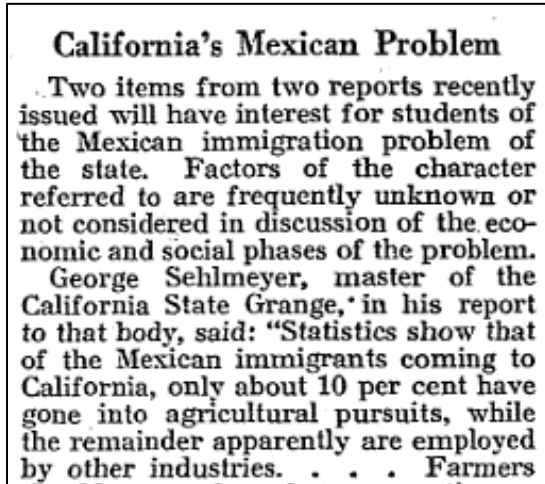 California's Mexican Problem
Two items from two reports recently
issued will have interest for students of
the Mexican immigration problem of
the state. Factors of the character
referred to are frequently unknown or
not considered in discussion of the eco-
nomic and social phases of the problem.
George Sehlmeyer, master of the
California State Grange, in his report
to that body, said: "Statistics show that
of the Mexican immigrants coming to
California, only about 10 per cent have
gone into agricultural pursuits, while
the remainder apparently are employed
by other industries. . . . Farmers